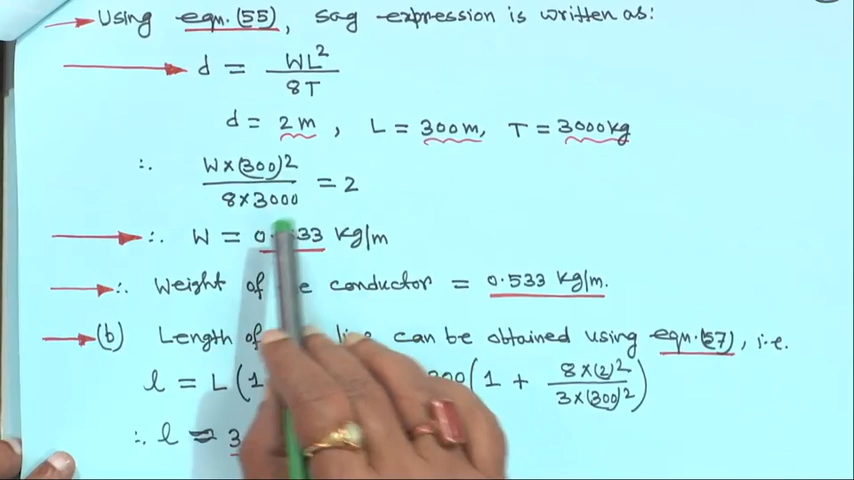 → Using eqn. (55), sag expression is written as:
→ d = WL²/8T
d = 2m, L = 300m, T = 3000kg
∴ W×(300)²/8×3000 = 2
→ ∴ W = 0.533 kg/m
→ ∴ Weight of the conductor = 0.533 kg/m.
→ (b) Length of line can be obtained using eqn. (57), i.e.
l = L(1 300(1 + 8×(2)²/3×(300)²)
∴ l = 3